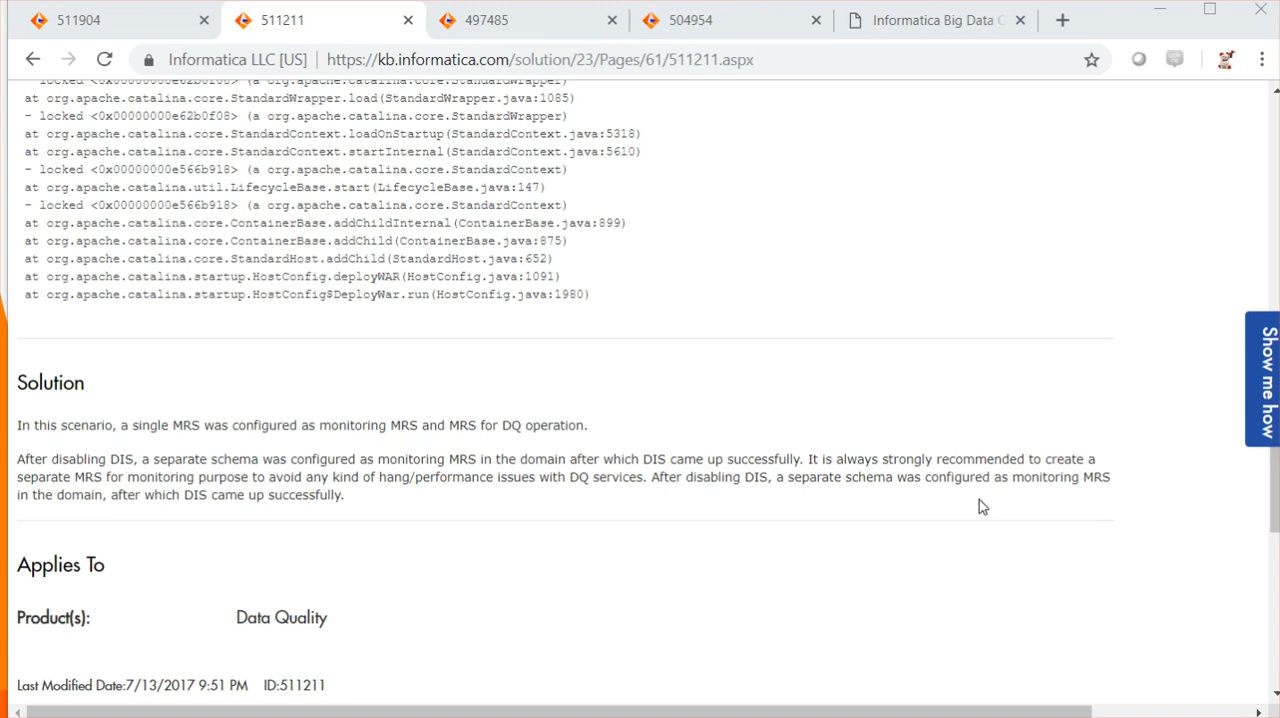 511904
511211
497485
504954
Informatica Big Data
Informatica LLC [US]
https://kb.informatica.com/solution/23/Pages/61/511211.aspx
- locked <0x00000000e62b0f08> (a org.apache.catalina.core.StandardWrapper)
at org.apache.catalina.core.StandardWrapper.load(StandardWrapper.java:1085)
- locked <0x00000000e62b0f08> (a org.apache.catalina.core.StandardWrapper)
at org.apache.catalina.core.StandardContext.loadOnStartup(StandardContext.java:5318)
at org.apache.catalina.core.StandardContext.startInternal(StandardContext.java:5610)
- locked <0x00000000e566b918> (a org.apache.catalina.core.StandardContext)
at org.apache.catalina.util.LifecycleBase.start(LifecycleBase.java:147)
- locked <0x00000000e566b918> (a org.apache.catalina.core.StandardContext)
at org.apache.catalina.core.ContainerBase.addChildInternal(ContainerBase.java:899)
at org.apache.catalina.core.ContainerBase.addChild(ContainerBase.java:875)
at org.apache.catalina.core.StandardHost.addChild(StandardHost.java:652)
at org.apache.catalina.startup.HostConfig.deployWAR(HostConfig.java:1091)
at org.apache.catalina.startup.HostConfig$DeployWar.run(HostConfig.java:1980)
Show me how
Solution
In this scenario, a single MRS was configured as monitoring MRS and MRS for DQ operation.
After disabling DIS, a separate schema was configured as monitoring MRS in the domain after which DIS came up successfully. It is always strongly recommended to create a
separate MRS for monitoring purpose to avoid any kind of hang/performance issues with DQ services. After disabling DIS, a separate schema was configured as monitoring MRS
in the domain, after which DIS came up successfully.
Applies To
Product(s):
Data Quality
Last Modified Date:7/13/2017 9:51 PM
ID:511211